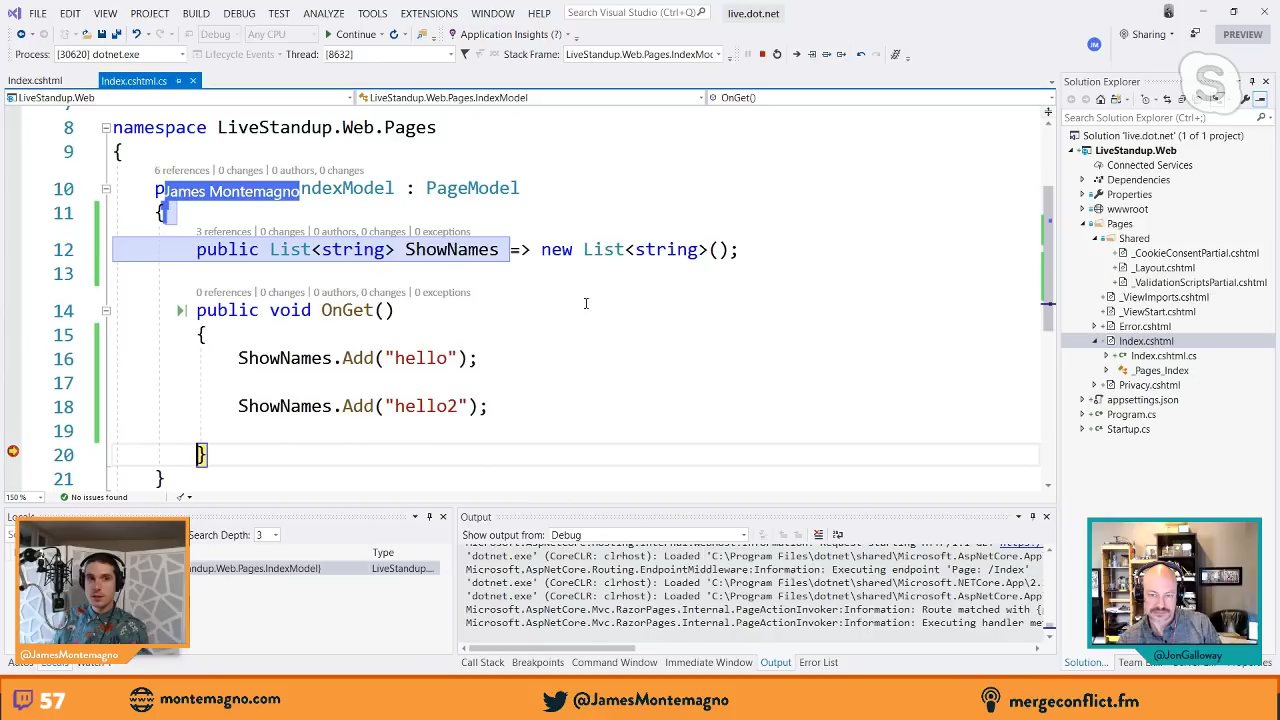 FILE EDIT VIEW PROJECT BUILD DEBUG TEST ANALYZE TOOLS EXTENSIONS WINDOW HELP Search Visual Studio (Ctrl+Q) live.dot.net
Debug Any CPU Continue Application Insights Sharing PREVIEW
Process: [30620] dotnet.exe Lifecycle Events Thread: [8632] Stack Frame: LiveStandup.Web.Pages.IndexMoc
Index.cshtml Index.cshtml.cs
LiveStandup.Web LiveStandup.Web.Pages.IndexModel OnGet()
8 namespace LiveStandup.Web.Pages
9 {
6 references | 0 changes | 0 authors, 0 changes
10 p James Montemagno ndexModel : PageModel
11 {
3 references | 0 changes | 0 authors, 0 changes | 0 exceptions
12 public List<string> ShowNames => new List<string>();
13
0 references | 0 changes | 0 authors, 0 changes | 0 exceptions
14 public void OnGet()
15 {
16 ShowNames.Add("hello");
17
18 ShowNames.Add("hello2");
19
20 }
21 }
150 % No issues found
Solution Explorer
Search Solution Explorer (Ctrl+;)
Solution 'live.dot.net' (1 of 1 project)
LiveStandup.Web
Connected Services
Dependencies
Properties
wwwroot
Pages
Shared
_CookieConsentPartial.cshtml
_Layout.cshtml
_ValidationScriptsPartial.cshtml
_ViewImports.cshtml
_ViewStart.cshtml
Error.cshtml
Index.cshtml
Index.cshtml.cs
_Pages_Index
Privacy.cshtml
appsettings.json
Program.cs
Startup.cs
Search Depth: 3
Type
ndup.Web.Pages.IndexModel} LiveStandup....
Output
Show output from: Debug
'dotnet.exe' (CoreCLR: clrhost): Loaded 'C:\Program Files\dotnet\shared\Microsoft.AspNetCore.App
Microsoft.AspNetCore.Routing.EndpointMiddleware:Information: Executing endpoint 'Page: /Index'
'dotnet.exe' (CoreCLR: clrhost): Loaded 'C:\Program Files\dotnet\shared\Microsoft.NETCore.App\2.
'dotnet.exe' (CoreCLR: clrhost): Loaded 'C:\Program Files\dotnet\shared\Microsoft.AspNetCore.App
Microsoft.AspNetCore.Mvc.RazorPages.Internal.PageActionInvoker:Information: Route matched with {
Microsoft.AspNetCore.Mvc.RazorPages.Internal.PageActionInvoker:Information: Executing handler me
Call Stack Breakpoints Command Window Immediate Window Output Error List
Solution...
@JamesMontemagno
@JonGalloway
57 montemagno.com @JamesMontemagno mergeconflict.fm